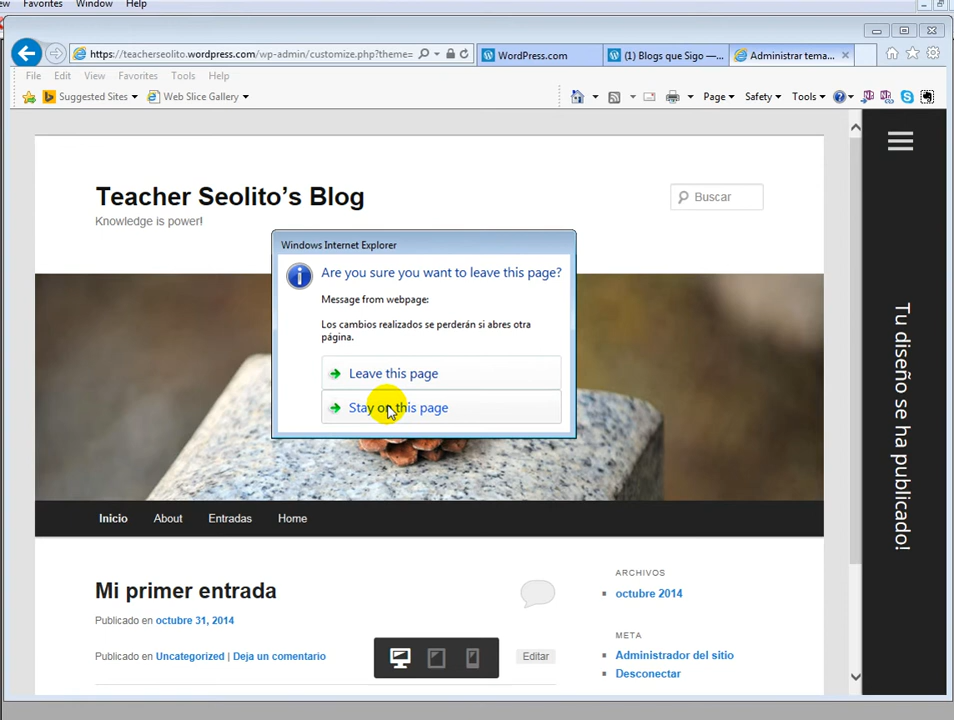 Favorites Window Help
https://teacherseolito.wordpress.com/wp-admin/customize.php?theme=
WordPress.com
(1) Blogs que Sigo —...
Administrar tema...
File Edit View Favorites Tools Help
Suggested Sites Web Slice Gallery
Page Safety Tools
Teacher Seolito’s Blog
Knowledge is power!
Buscar
Windows Internet Explorer
Are you sure you want to leave this page?
Message from webpage:
Los cambios realizados se perderán si abres otra
página.
Leave this page
Stay on this page
Tu diseño se ha publicado!
Inicio About Entradas Home
Mi primer entrada
Publicado en octubre 31, 2014
Publicado en Uncategorized | Deja un comentario
Editar
ARCHIVOS
octubre 2014
META
Administrador del sitio
Desconectar